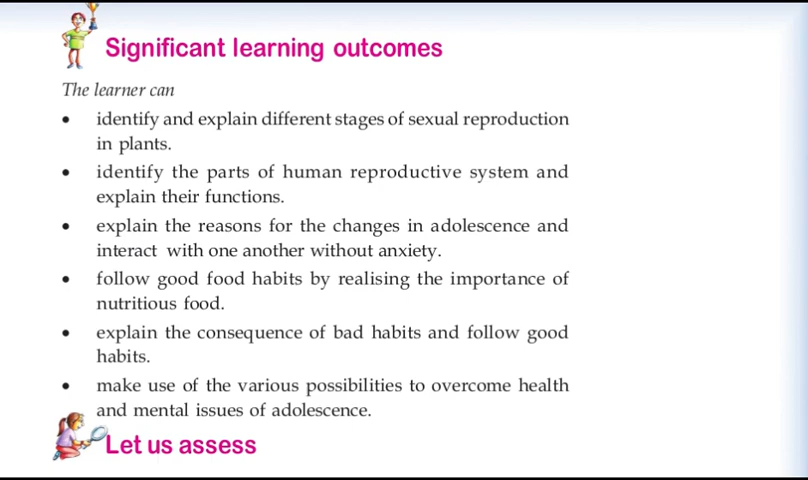 Significant learning outcomes
The learner can
• identify and explain different stages of sexual reproduction
in plants.
• identify the parts of human reproductive system and
explain their functions.
• explain the reasons for the changes in adolescence and
interact with one another without anxiety.
• follow good food habits by realising the importance of
nutritious food.
• explain the consequence of bad habits and follow good
habits.
• make use of the various possibilities to overcome health
and mental issues of adolescence.
Let us assess